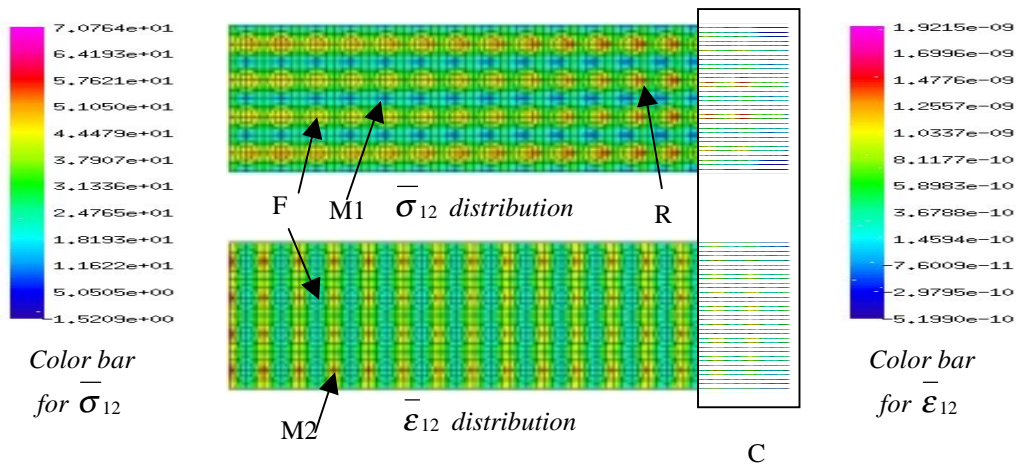 7.0764e+01
6.4193e+01
5.7621e+01
5.1050e+01
4.4479e+01
3.7907e+01
3.1336e+01
2.4765e+01
1.8193e+01
1.1622e+01
5.0505e+00
-1.5209e+00
Color bar
for σ̅12
F
M1
σ̅12 distribution
R
M2
ε̅12 distribution
C
1.9215e-09
1.6996e-09
1.4776e-09
1.2557e-09
1.0337e-09
8.1177e-10
5.8983e-10
3.6788e-10
1.4594e-10
-7.6009e-11
-2.9795e-10
-5.1990e-10
Color bar
for ε̅12